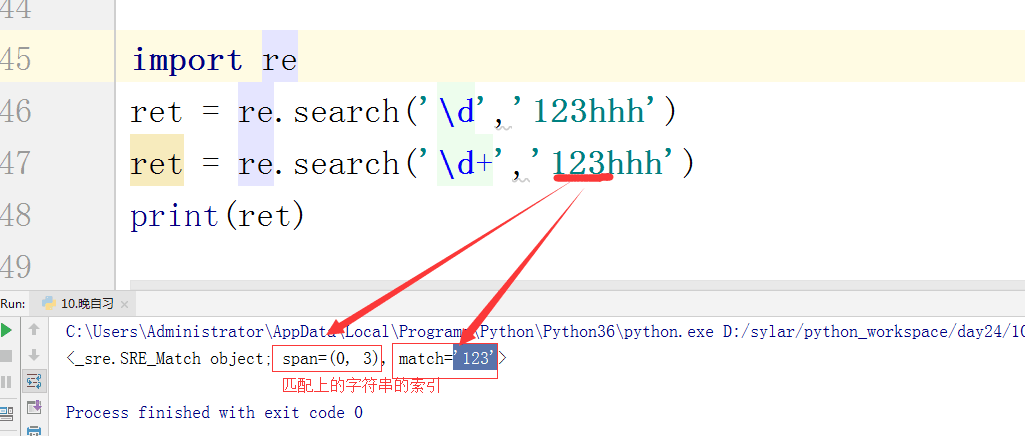 44
45 import re
46 ret = re.search('\d','123hhh')
47 ret = re.search('\d+','123hhh')
48 print(ret)
49
Run: 10.晚自习
C:\Users\Administrator\AppData\Local\Programs\Python\Python36\python.exe D:/sylar/python_workspace/day24/10
<_sre.SRE_Match object; span=(0, 3), match='123'>
匹配上的字符串的索引
Process finished with exit code 0